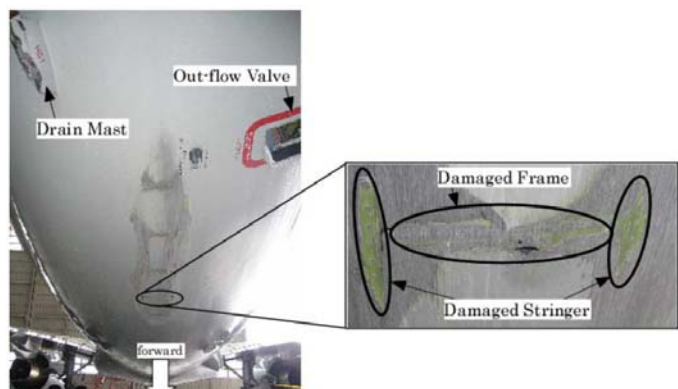 Out-flow Valve
Drain Mast
Damaged Frame
Damaged Stringer
forward